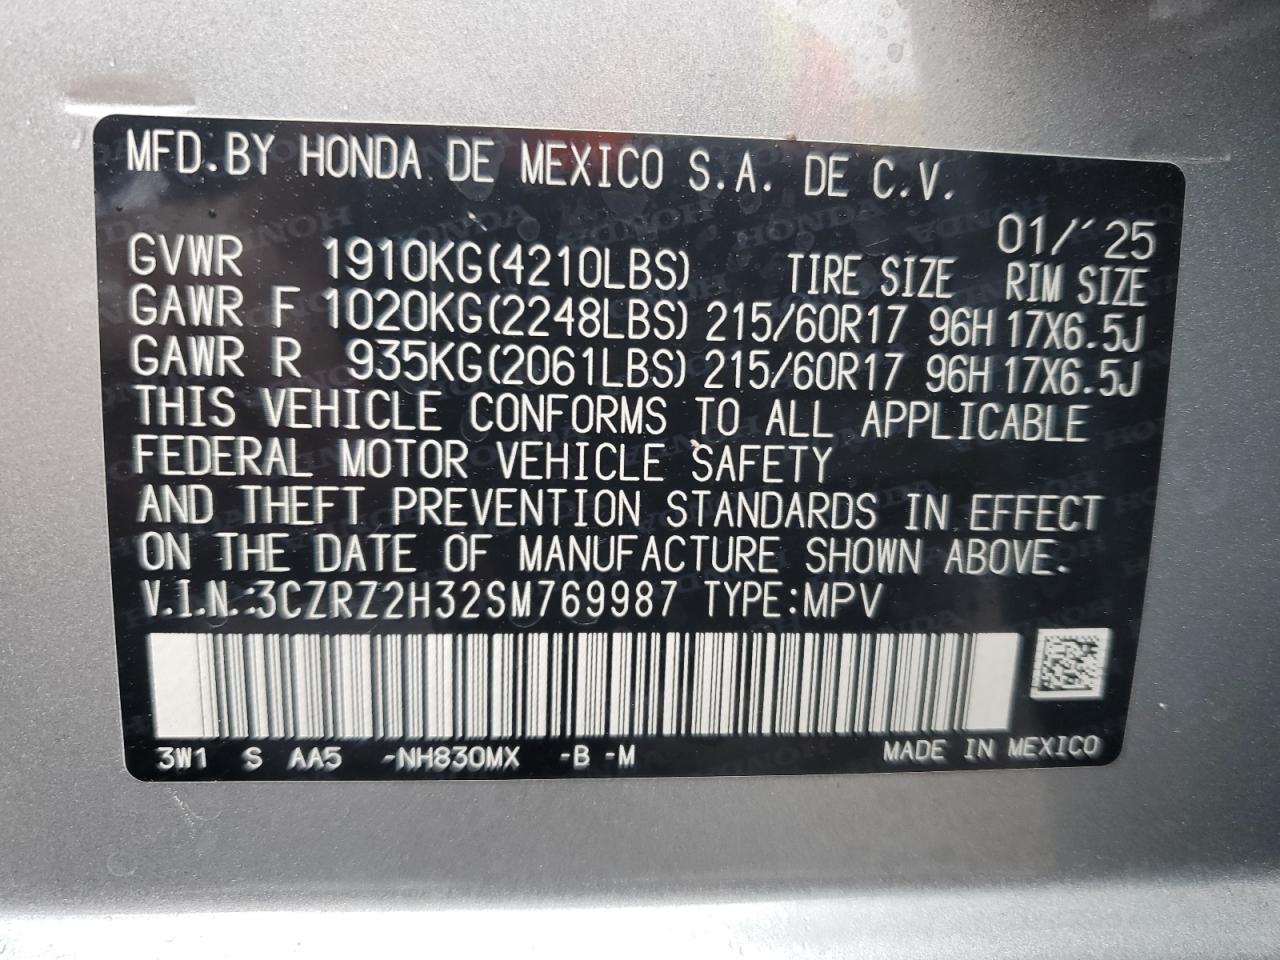 MFD.BY HONDA DE MEXICO S.A. DE C.V.
01/´25
GVWR 1910KG(4210LBS) TIRE SIZE RIM SIZE
GAWR F 1020KG(2248LBS) 215/60R17 96H 17X6.5J
GAWR R 935KG(2061LBS) 215/60R17 96H 17X6.5J
THIS VEHICLE CONFORMS TO ALL APPLICABLE
FEDERAL MOTOR VEHICLE SAFETY
AND THEFT PREVENTION STANDARDS IN EFFECT
ON THE DATE OF MANUFACTURE SHOWN ABOVE.
V.I.N.:3CZRZ2H32SM769987 TYPE:MPV
3W1 S AA5 -NH830MX -B -M MADE IN MEXICO